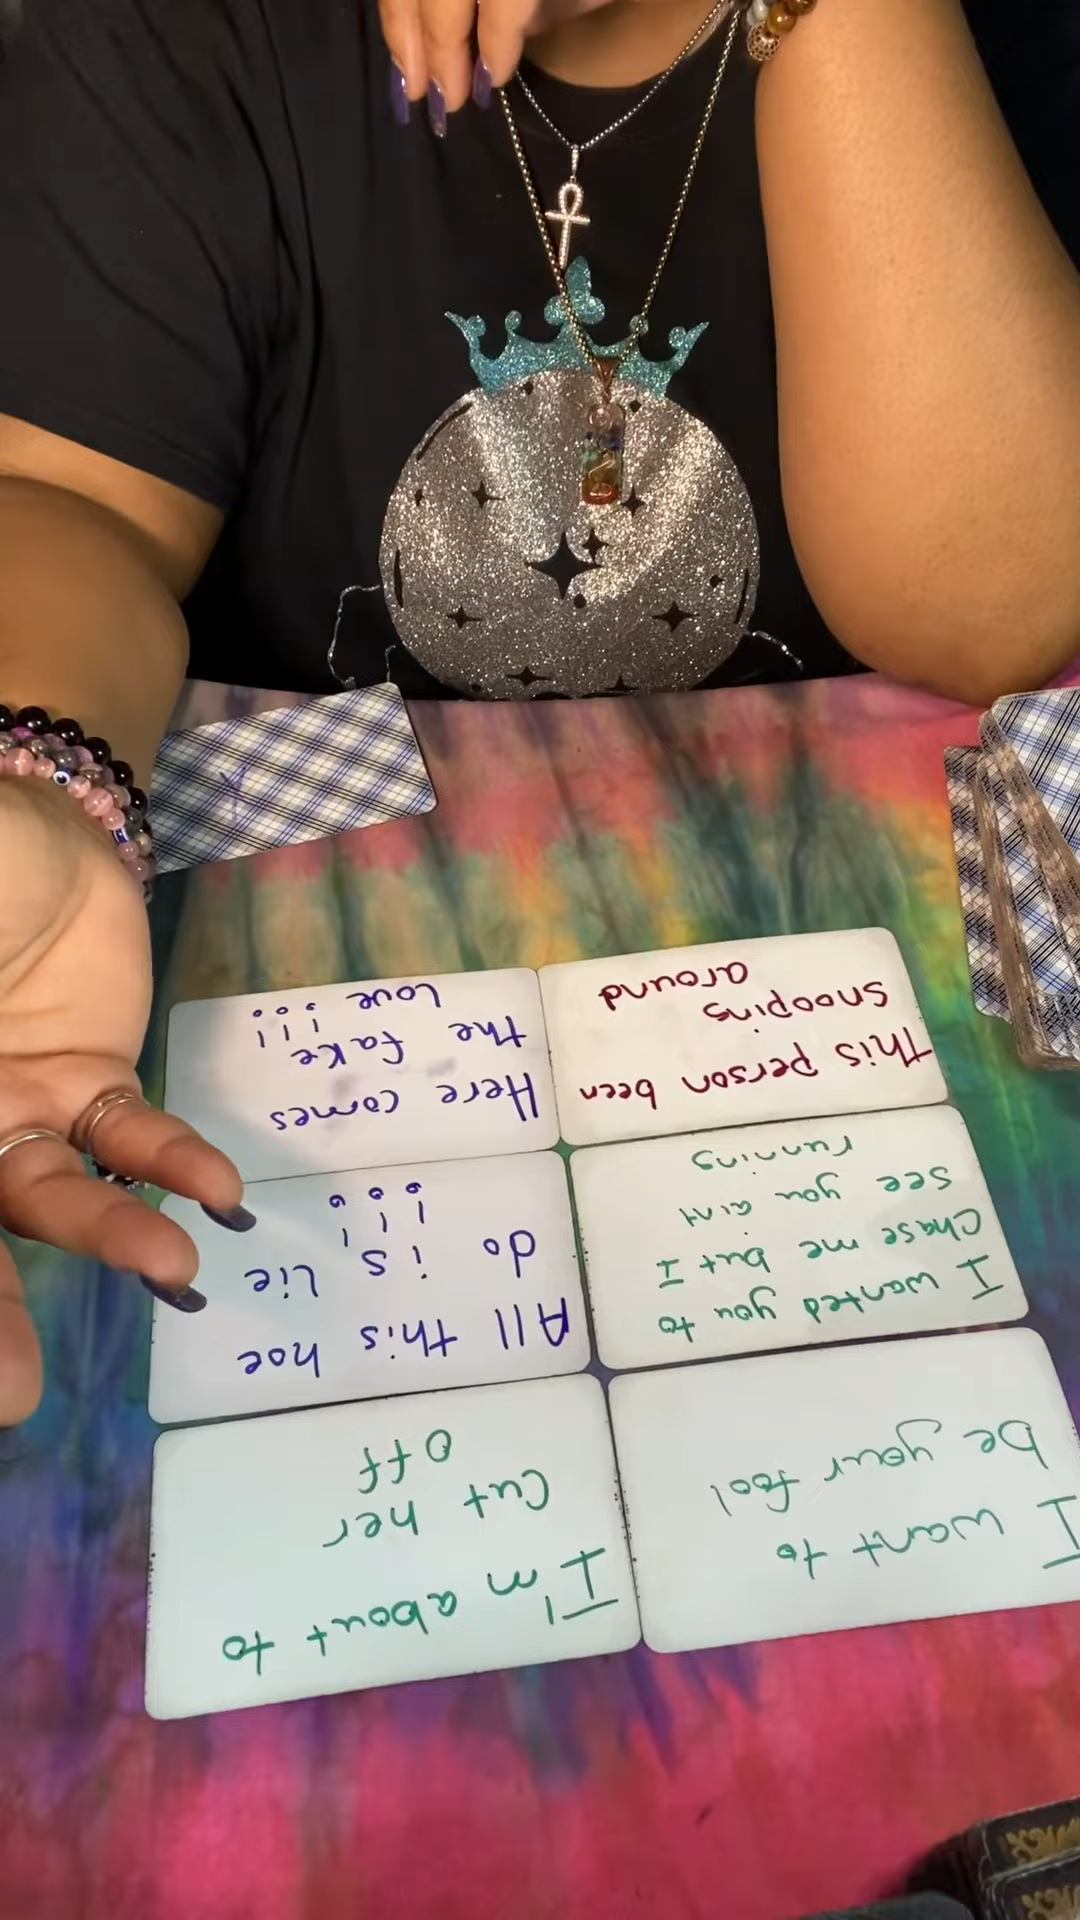 I want to
be your fool
I'm about to
Cut her
Off
I wanted you to
Chase me but I
see you aint
running
All this hoe
do is Lie
!!!
This person been
snooping
around
Here comes
the fake
Love !!!